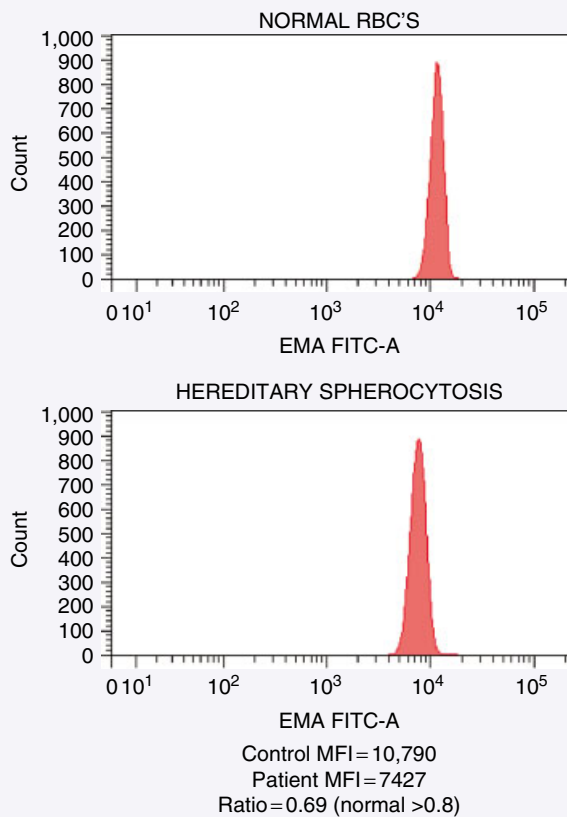 NORMAL RBC'S
1,000
900
800
700
600
500
400
300
200
100
0
Count
0 10¹ 10² 10³ 10⁴ 10⁵
EMA FITC-A
HEREDITARY SPHEROCYTOSIS
1,000
900
800
700
600
500
400
300
200
100
0
Count
0 10¹ 10² 10³ 10⁴ 10⁵
EMA FITC-A
Control MFI=10,790
Patient MFI=7427
Ratio=0.69 (normal >0.8)